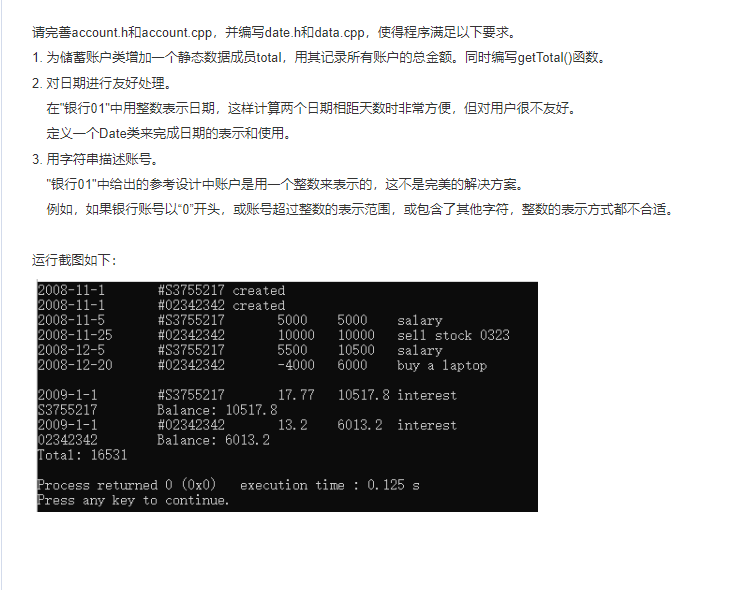 请完善account.h和account.cpp，并编写date.h和data.cpp，使得程序满足以下要求。
1. 为储蓄账户类增加一个静态数据成员total，用其记录所有账户的总金额。同时编写getTotal()函数。
2. 对日期进行友好处理。
在"银行01"中用整数表示日期，这样计算两个日期相距天数时非常方便，但对用户很不友好。
定义一个Date类来完成日期的表示和使用。
3. 用字符串描述账号。
"银行01"中给出的参考设计中账户是用一个整数来表示的，这不是完美的解决方案。
例如，如果银行账号以“0”开头，或账号超过整数的表示范围，或包含了其他字符，整数的表示方式都不合适。
运行截图如下：
2008-11-1 #S3755217 created
2008-11-1 #02342342 created
2008-11-5 #S3755217 5000 5000 salary
2008-11-25 #02342342 10000 10000 sell stock 0323
2008-12-5 #S3755217 5500 10500 salary
2008-12-20 #02342342 -4000 6000 buy a laptop
2009-1-1 #S3755217 17.77 10517.8 interest
S3755217 Balance: 10517.8
2009-1-1 #02342342 13.2 6013.2 interest
02342342 Balance: 6013.2
Total: 16531
Process returned 0 (0x0) execution time : 0.125 s
Press any key to continue.